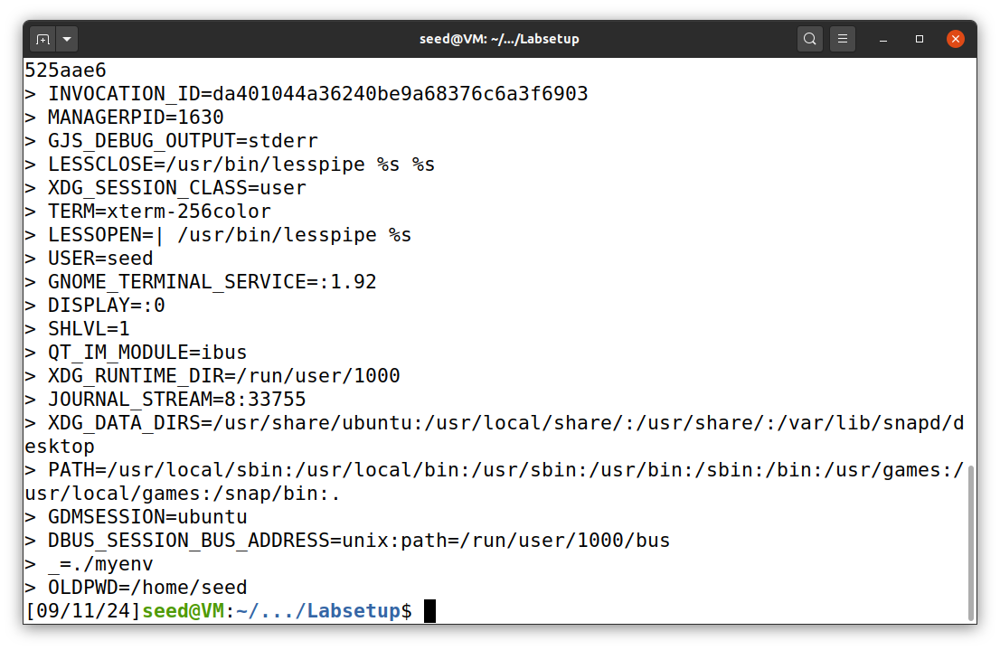 seed@VM: ~/.../Labsetup
525aae6
> INVOCATION_ID=da401044a36240be9a68376c6a3f6903
> MANAGERPID=1630
> GJS_DEBUG_OUTPUT=stderr
> LESSCLOSE=/usr/bin/lesspipe %s %s
> XDG_SESSION_CLASS=user
> TERM=xterm-256color
> LESSOPEN=| /usr/bin/lesspipe %s
> USER=seed
> GNOME_TERMINAL_SERVICE=:1.92
> DISPLAY=:0
> SHLVL=1
> QT_IM_MODULE=ibus
> XDG_RUNTIME_DIR=/run/user/1000
> JOURNAL_STREAM=8:33755
> XDG_DATA_DIRS=/usr/share/ubuntu:/usr/local/share/:/usr/share/:/var/lib/snapd/d
esktop
> PATH=/usr/local/sbin:/usr/local/bin:/usr/sbin:/usr/bin:/sbin:/bin:/usr/games:/
usr/local/games:/snap/bin:.
> GDMSESSION=ubuntu
> DBUS_SESSION_BUS_ADDRESS=unix:path=/run/user/1000/bus
> _=./myenv
> OLDPWD=/home/seed
[09/11/24]seed@VM:~/.../Labsetup$